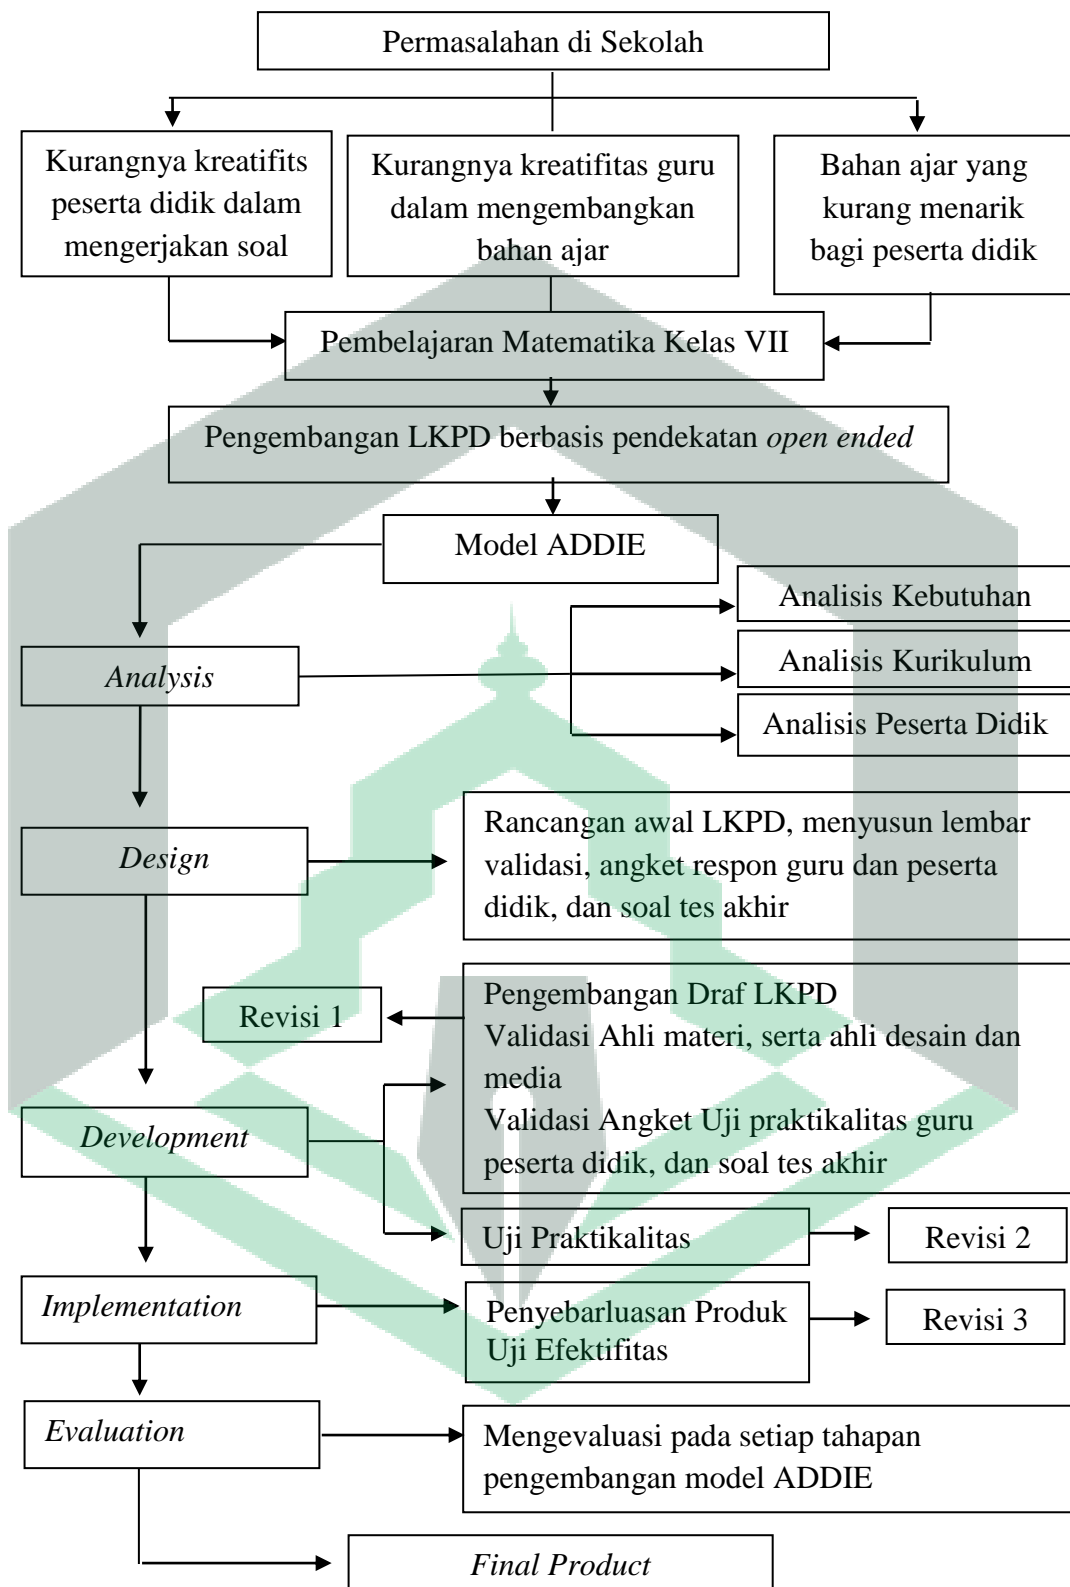 Permasalahan di Sekolah
Kurangnya kreatifits
peserta didik dalam
mengerjakan soal
Kurangnya kreatifitas guru
dalam mengembangkan
bahan ajar
Bahan ajar yang
kurang menarik
bagi peserta didik
Pembelajaran Matematika Kelas VII
Pengembangan LKPD berbasis pendekatan open ended
Model ADDIE
Analisis Kebutuhan
Analysis
Analisis Kurikulum
Analisis Peserta Didik
Design
Rancangan awal LKPD, menyusun lembar
validasi, angket respon guru dan peserta
didik, dan soal tes akhir
Revisi 1
Pengembangan Draf LKPD
Validasi Ahli materi, serta ahli desain dan
media
Validasi Angket Uji praktikalitas guru
peserta didik, dan soal tes akhir
Development
Uji Praktikalitas
Revisi 2
Implementation
Penyebarluasan Produk
Uji Efektifitas
Revisi 3
Evaluation
Mengevaluasi pada setiap tahapan
pengembangan model ADDIE
Final Product